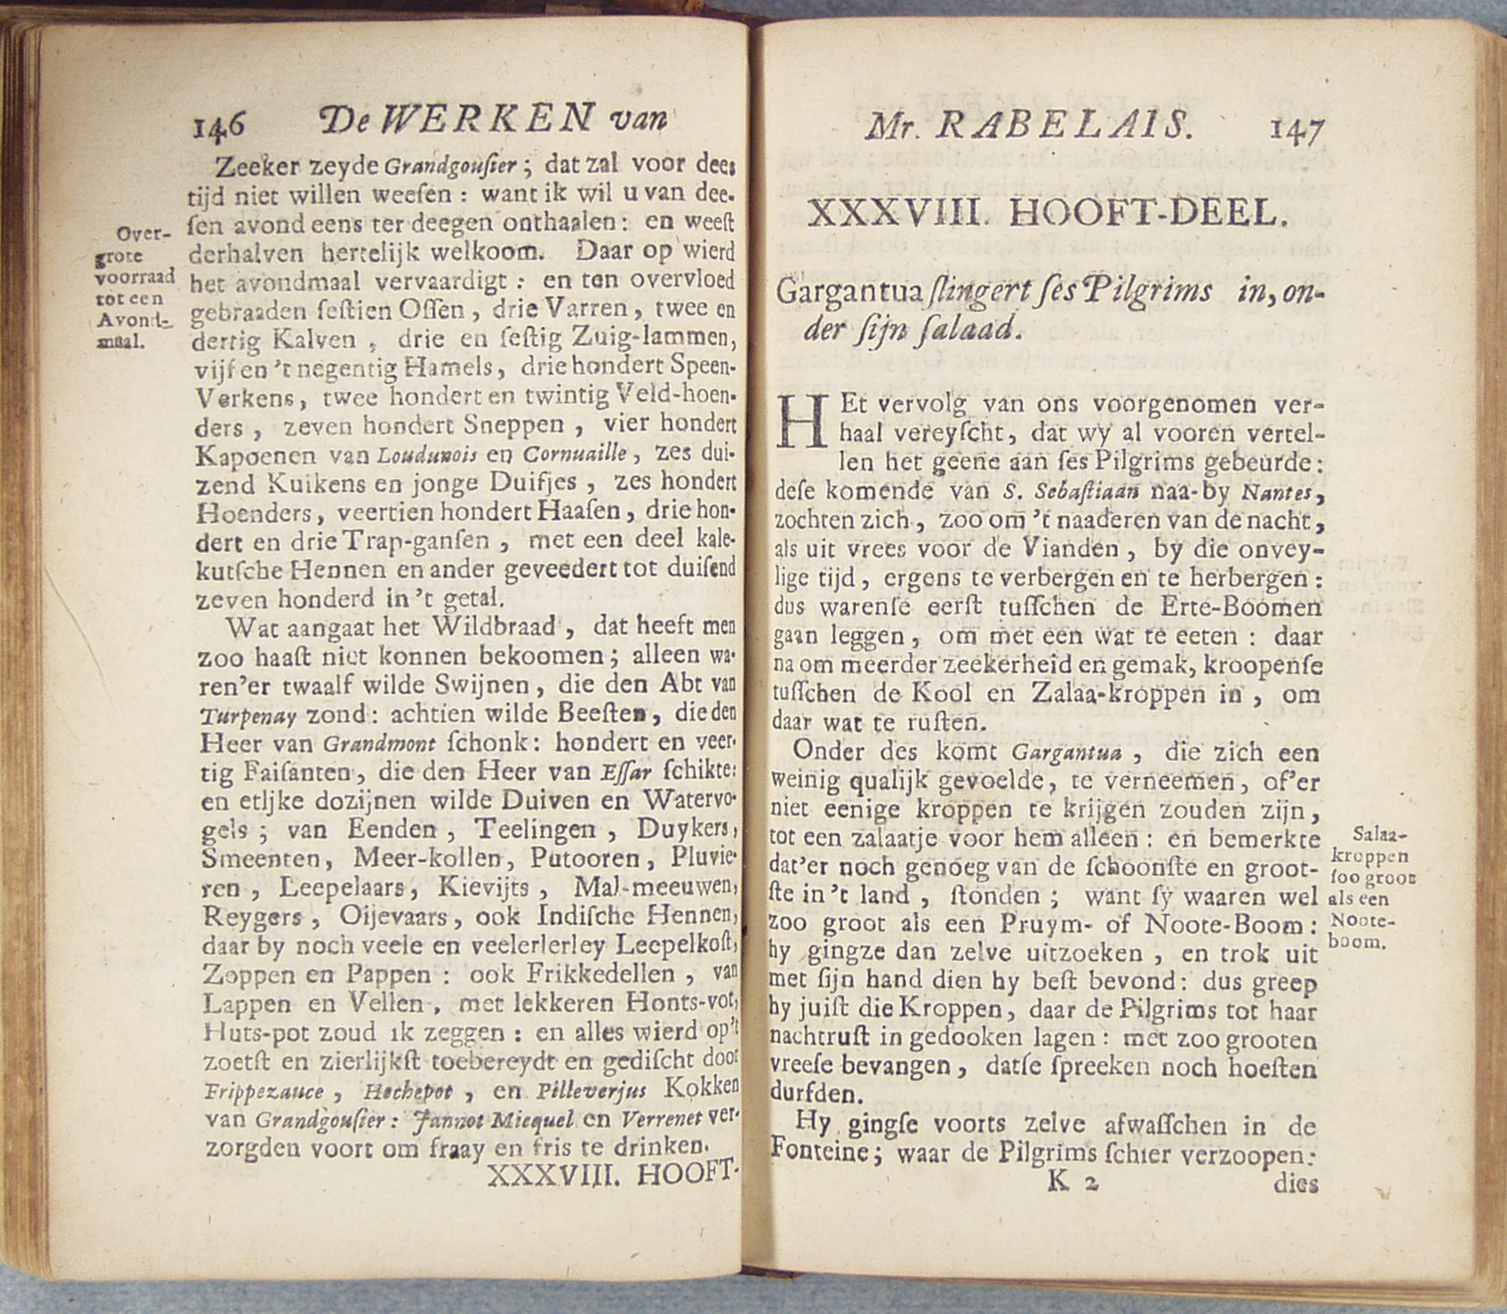 146 De WERKEN van
Zeeker zeyde Grandgouſier; dat zal voor dees
tijd niet willen weeſen: want ik wil u van dee-
ſen avond eens ter deegen onthaalen: en weeſt
derhalven hertelijk welkoom. Daar op wierd
het avondmaal vervaardigt: en ten overvloed
gebraaden ſeſtien Oſſen, drie Varren, twee en
dertig Kalven, drie en ſeſtig Zuig-lammen,
vijf en 't negentig Hamels, drie hondert Speen-
Verkens, twee hondert en twintig Veld-hoen-
ders, zeven hondert Sneppen, vier hondert
Kapoenen van Loudunois en Cornuaille, zes dui-
zend Kuikens en jonge Duifjes, zes hondert
Hoenders, veertien hondert Haaſen, drie hon-
dert en drie Trap-ganſen, met een deel kale-
kutſche Hennen en ander geveedert tot duiſend
zeven honderd in 't getal.
Wat aangaat het Wildbraad, dat heeft men
zoo haaſt niet konnen bekoomen; alleen wa-
ren'er twaalf wilde Swijnen, die den Abt van
Turpenay zond: achtien wilde Beeſten, die den
Heer van Grandmont ſchonk: hondert en veer-
tig Faiſanten, die den Heer van Eſſar ſchikte:
en etljke dozijnen wilde Duiven en Watervo-
gels; van Eenden, Teelingen, Duykers,
Smeenten, Meer-kollen, Putooren, Pluvie-
ren, Leepelaars, Kievijts, Mal-meeuwen,
Reygers, Oijevaars, ook Indiſche Hennen,
daar by noch veele en veelerlerley Leepelkoſt,
Zoppen en Pappen: ook Frikkedellen, van
Lappen en Vellen, met lekkeren Honts-vot,
Huts-pot zoud ik zeggen: en alles wierd op't
zoetſt en zierlijkſt toebereydt en gediſcht door
Frippezauce, Hochepot, en Pilleverjus Kokken
van Grandgouſier: Jannot Micquel en Verrenet ver-
zorgden voort om fraay en fris te drinken.
XXXVIII. HOOFT-
Over-
grote
voorraad
tot een
Avond-
maal.
Mr. RABELAIS. 147
XXXVIII. HOOFT-DEEL.
Gargantua ſlingert ſes Pilgrims in, on-
der ſijn ſalaad.
HEt vervolg van ons voorgenomen ver-
haal vereyſcht, dat wy al vooren vertel-
len het geene aan ſes Pilgrims gebeurde:
deſe komende van S. Sebaſtiaan naa-by Nantes,
zochten zich, zoo om 't naaderen van de nacht,
als uit vrees voor de Vianden, by die onvey-
lige tijd, ergens te verbergen en te herbergen:
dus warenſe eerſt tuſſchen de Erte-Boomen
gaan leggen, om met een wat te eeten: daar
na om meerder zeekerheid en gemak, kroopenſe
tuſſchen de Kool en Zalaa-kroppen in, om
daar wat te ruſten.
Onder des komt Gargantua, die zich een
weinig qualijk gevoelde, te verneemen, of'er
niet eenige kroppen te krijgen zouden zijn,
tot een zalaatje voor hem alleen: en bemerkte
dat'er noch genoeg van de ſchoonſte en groot-
ſte in 't land, ſtonden; want ſy waaren wel
zoo groot als een Pruym- of Noote-Boom:
hy gingze dan zelve uitzoeken, en trok uit
met ſijn hand dien hy beſt bevond: dus greep
hy juiſt die Kroppen, daar de Pilgrims tot haar
nachtruſt in gedooken lagen: met zoo grooten
vreeſe bevangen, datſe ſpreeken noch hoeſten
durfden.
Hy gingſe voorts zelve afwaſſchen in de
Fonteine; waar de Pilgrims ſchier verzoopen:
K 2 dies
Salaa-
kroppen
ſoo groot
als een
Noote-
boom.